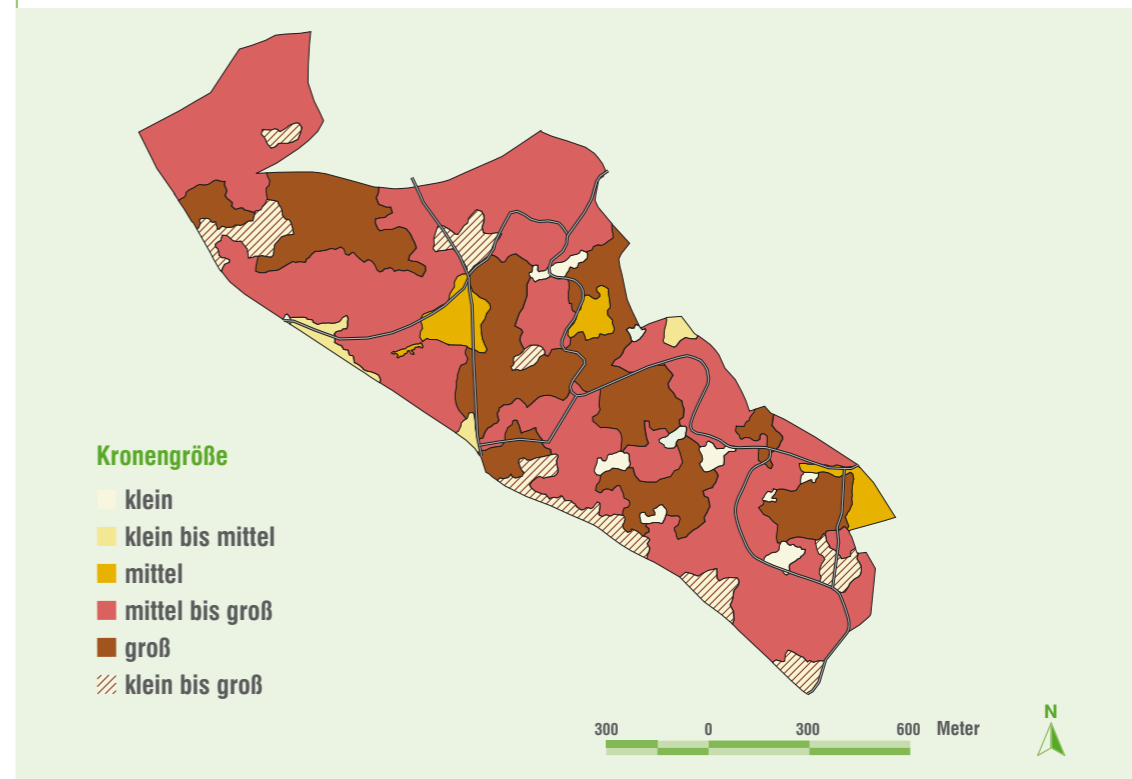 Kronengröße
klein
klein bis mittel
mittel
mittel bis groß
groß
klein bis groß
300 0 300 600 Meter
N